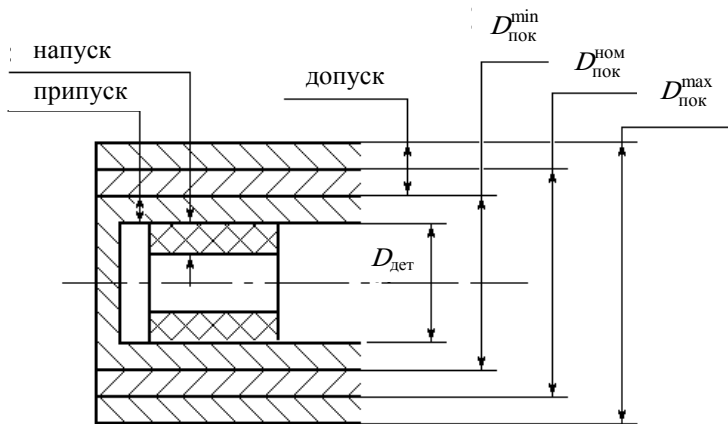 напуск
припуск
допуск
D_пок^min
D_пок^ном
D_пок^max
D_дет